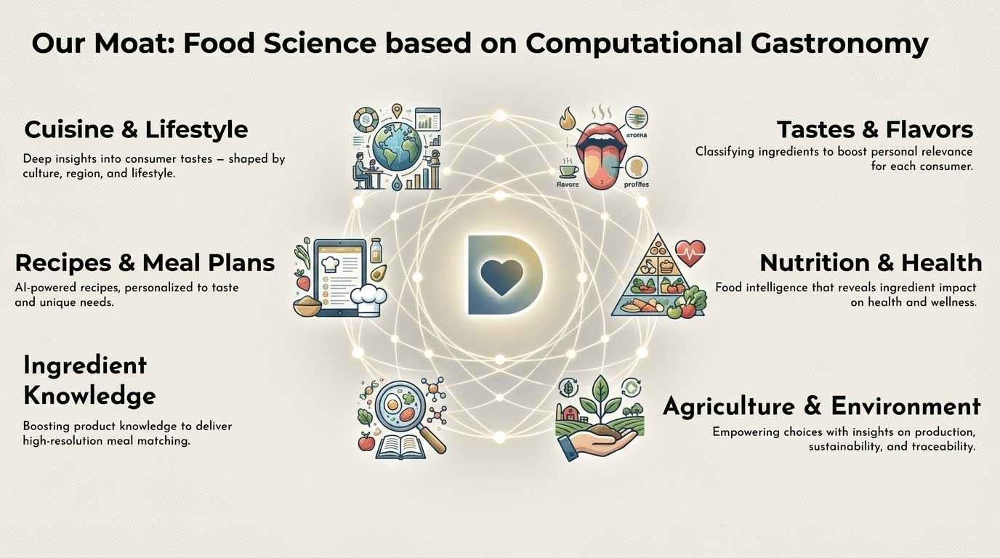 Our Moat: Food Science based on Computational Gastronomy
Cuisine & Lifestyle
Deep insights into consumer tastes – shaped by
culture, region, and lifestyle.
Recipes & Meal Plans
AI-powered recipes, personalized to taste
and unique needs.
Ingredient
Knowledge
Boosting product knowledge to deliver
high-resolution meal matching.
aroma
flavore
proffles
D
Tastes & Flavors
Classifying ingredients to boost personal relevance
for each consumer.
Nutrition & Health
Food intelligence that reveals ingredient impact
on health and wellness.
Agriculture & Environment
Empowering choices with insights on production,
sustainability, and traceability.